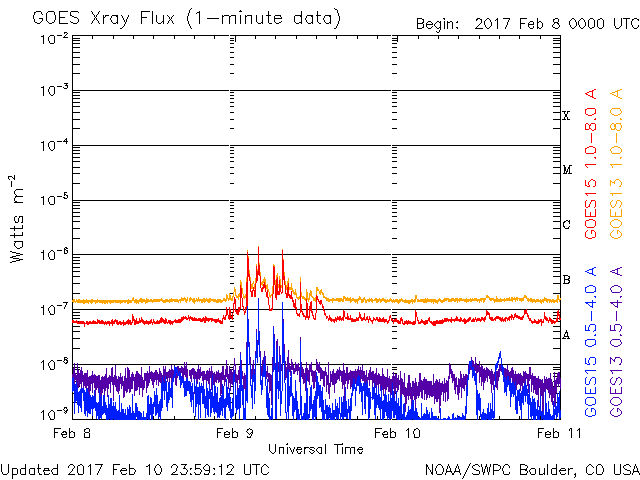 GOES Xray Flux (1-minute data)
Begin: 2017 Feb 8 0000 UTC
10-2
10-3
10-4
10-5
10-6
10-7
10-8
10-9
Watts m-2
X
M
C
B
A
GOES15 1.0-8.0 A
GOES13 1.0-8.0 A
GOES15 0.5-4.0 A
GOES13 0.5-4.0 A
Feb 8
Feb 9
Feb 10
Feb 11
Universal Time
Updated 2017 Feb 10 23:59:12 UTC
NOAA/SWPC Boulder, CO USA